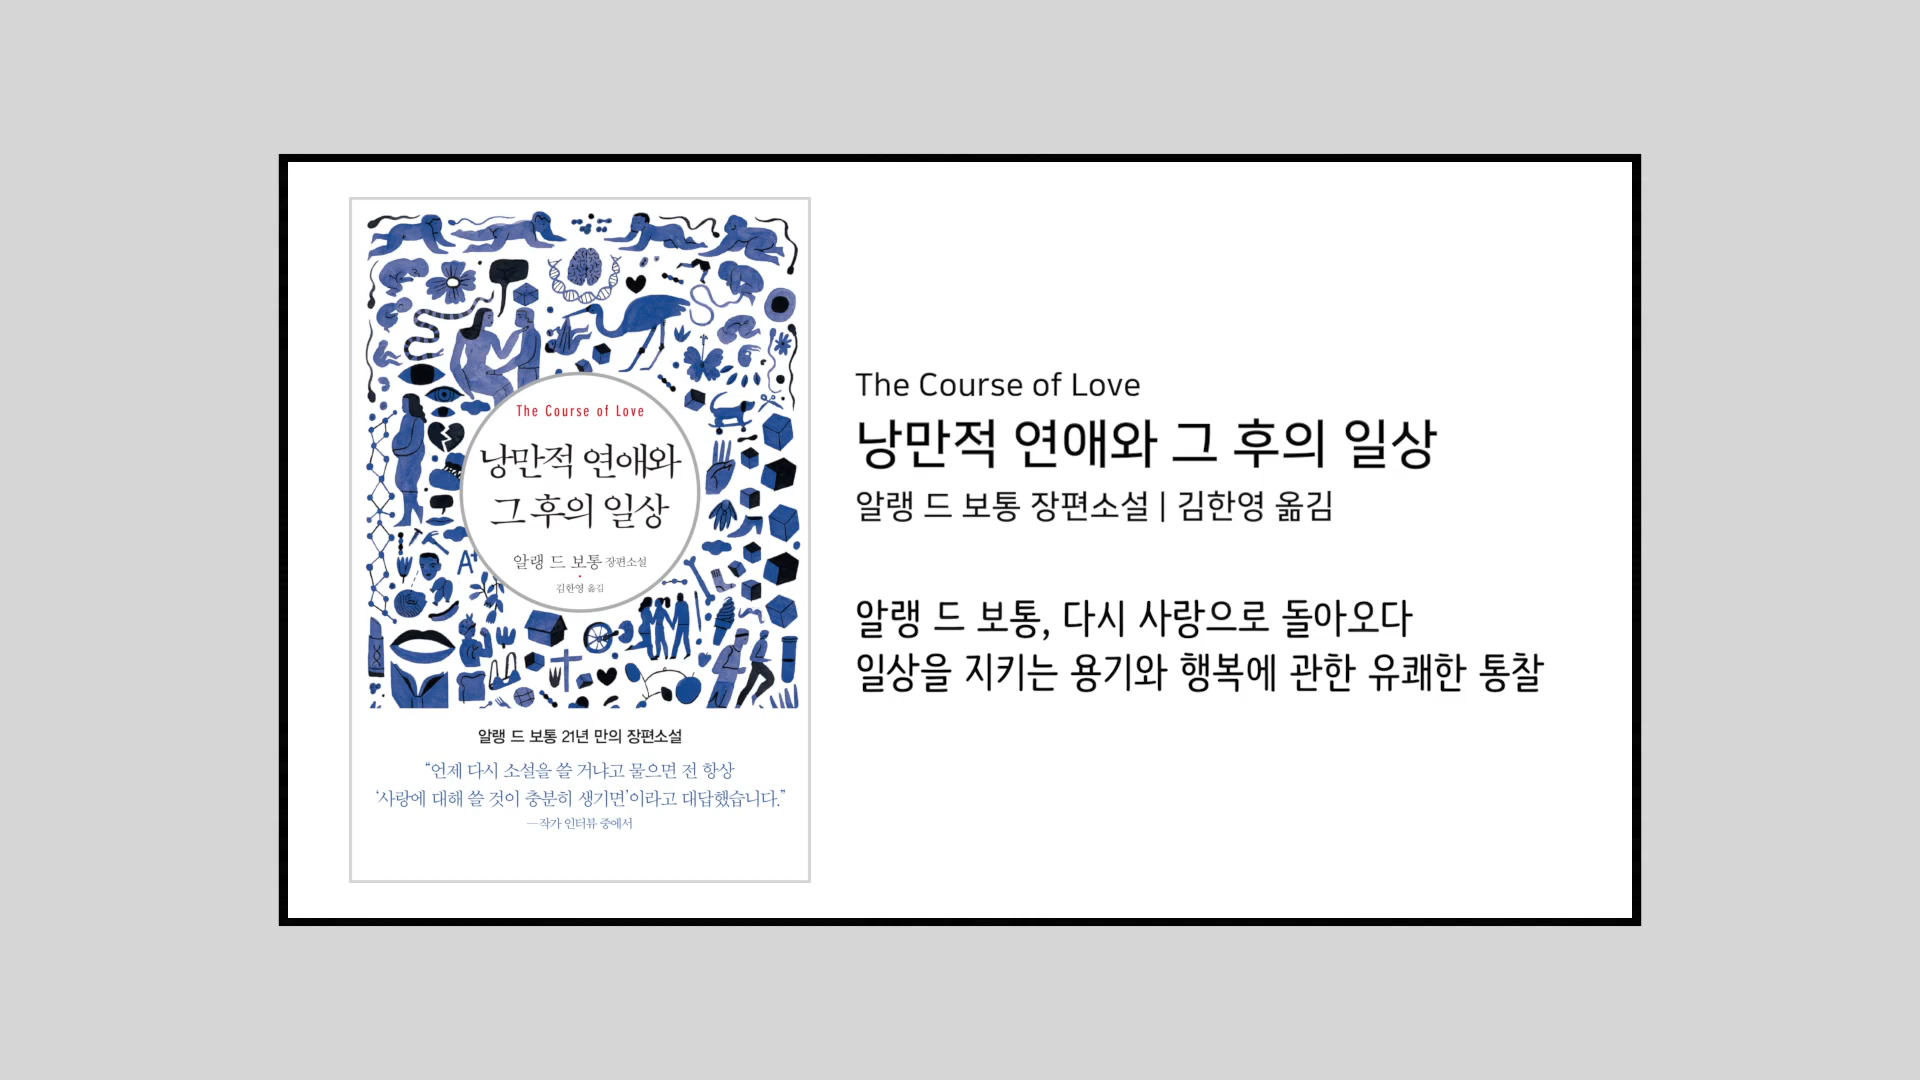 The Course of Love
낭만적 연애와
그 후의 일상
알랭 드 보통 장편소설
김한영 옮김
A+
알랭 드 보통 21년 만의 장편소설
“언제 다시 소설을 쓸 거냐고 물으면 전 항상
‘사랑에 대해 쓸 것이 충분히 생기면’이라고 대답했습니다.”
—작가 인터뷰 중에서
The Course of Love
낭만적 연애와 그 후의 일상
알랭 드 보통 장편소설 | 김한영 옮김
알랭 드 보통, 다시 사랑으로 돌아오다
일상을 지키는 용기와 행복에 관한 유쾌한 통찰